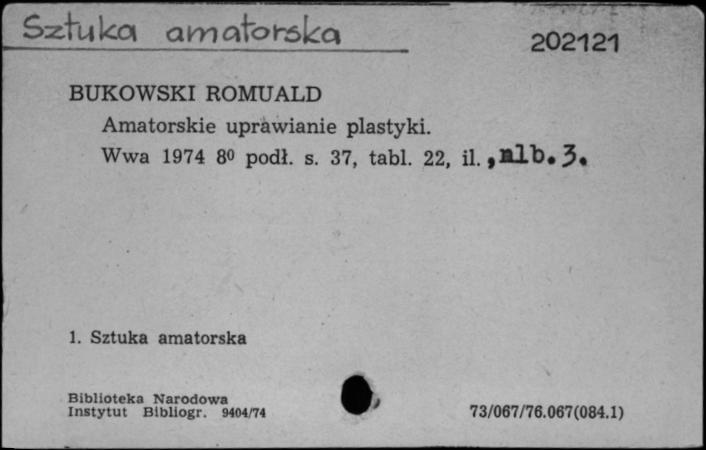 Sztuka amatorska
202121
BUKOWSKI ROMUALD
Amatorskie uprawianie plastyki.
Wwa 1974 8⁰ podł. s. 37, tabl. 22, il., nlb. 3.
1. Sztuka amatorska
Biblioteka Narodowa
Instytut Bibliogr. 9404/74
73/067/76.067(084.1)